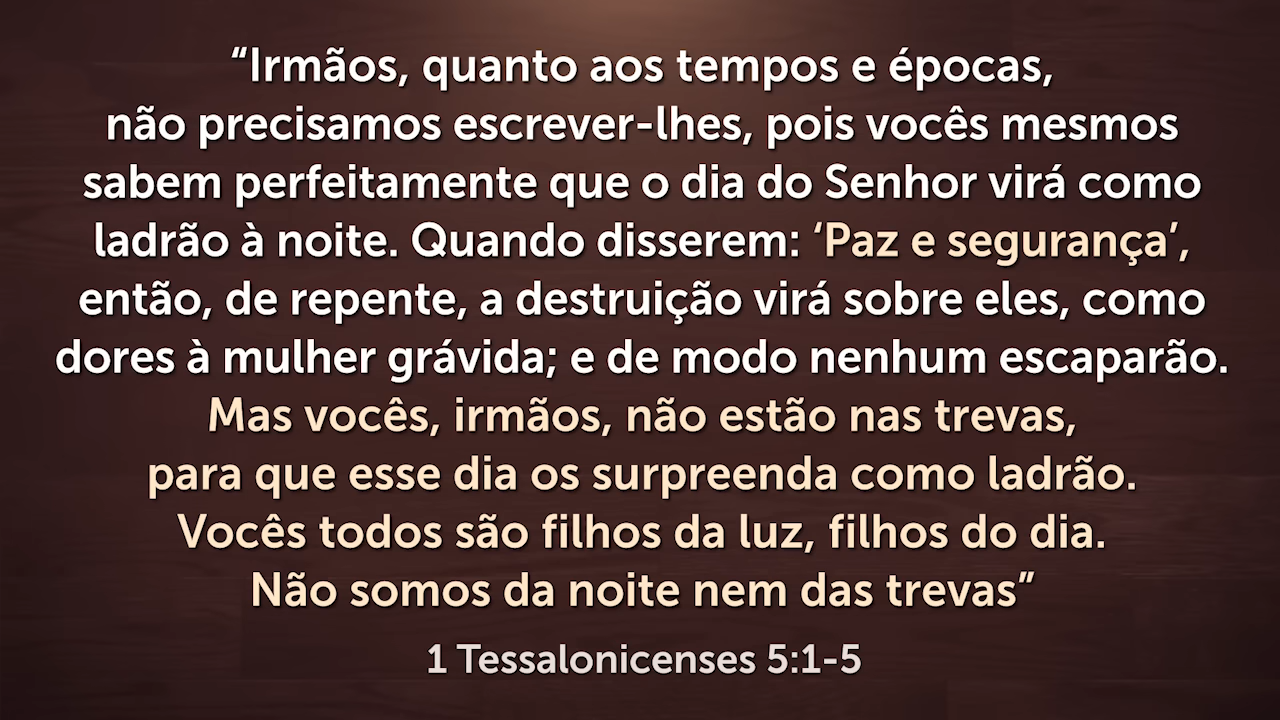 “Irmãos, quanto aos tempos e épocas,
não precisamos escrever-lhes, pois vocês mesmos
sabem perfeitamente que o dia do Senhor virá como
ladrão à noite. Quando disserem: ‘Paz e segurança’,
então, de repente, a destruição virá sobre eles, como
dores à mulher grávida; e de modo nenhum escaparão.
Mas vocês, irmãos, não estão nas trevas,
para que esse dia os surpreenda como ladrão.
Vocês todos são filhos da luz, filhos do dia.
Não somos da noite nem das trevas”
1 Tessalonicenses 5:1-5